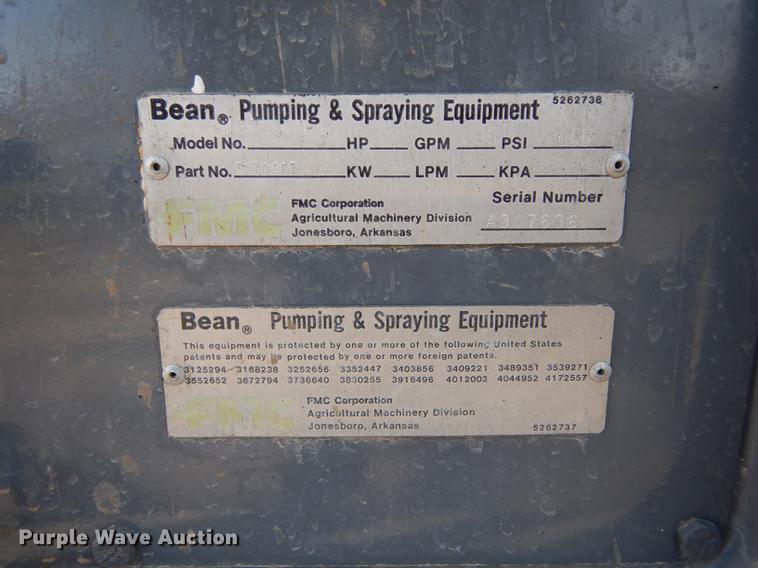 Bean® Pumping & Spraying Equipment 5262738
Model No. HP GPM PSI
Part No. KW LPM KPA
Serial Number
FMC
FMC Corporation
Agricultural Machinery Division
Jonesboro, Arkansas
Bean® Pumping & Spraying Equipment
This equipment is protected by one or more of the following United States
patents and may be protected by one or more foreign patents.
3125294 3168238 3252656 3352447 3403856 3409221 3489351 3539271
3552652 3672794 3736640 3830255 3916496 4012002 4044952 4172557
FMC
FMC Corporation
Agricultural Machinery Division
Jonesboro, Arkansas
5262737
Purple Wave Auction